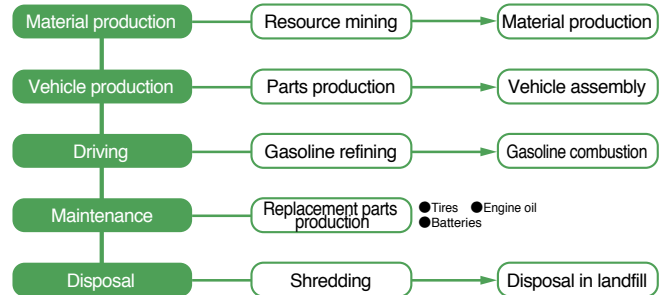 Material production
Resource mining
Material production
Vehicle production
Parts production
Vehicle assembly
Driving
Gasoline refining
Gasoline combustion
Maintenance
Replacement parts
production
●Tires ●Engine oil
●Batteries
Disposal
Shredding
Disposal in landfill